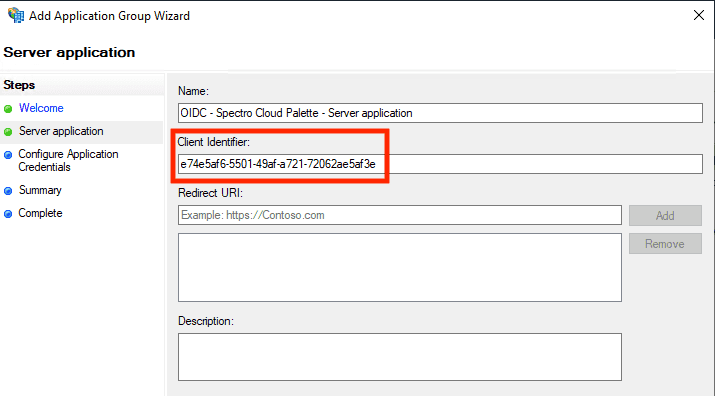 Add Application Group Wizard
Server application
Steps
Welcome
Server application
Configure Application
Credentials
Summary
Complete
Name:
OIDC - Spectro Cloud Palette - Server application
Client Identifier:
e74e5af6-5501-49af-a721-72062ae5af3e
Redirect URI:
Example: https://Contoso.com
Add
Remove
Description: